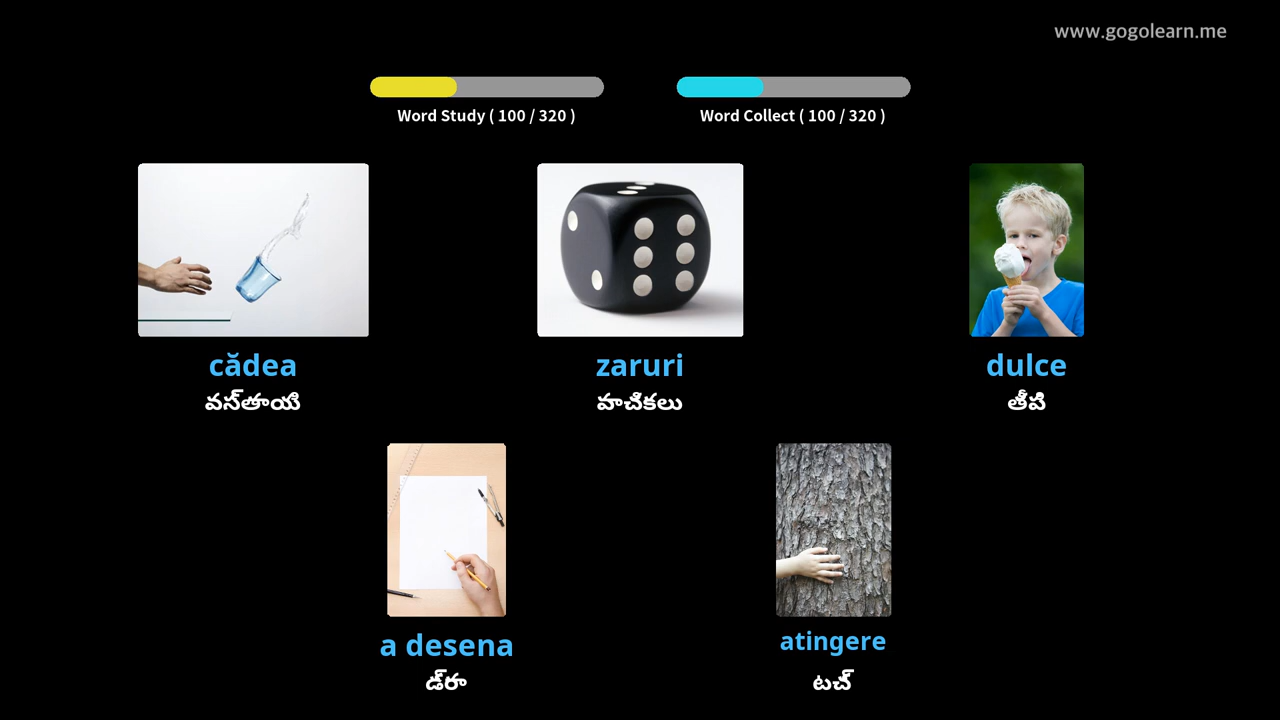 www.gogolearn.me
Word Study ( 100 / 320 )
Word Collect ( 100 / 320 )
cădea
వస్తాయి
zaruri
పాచికలు
dulce
తీపి
a desena
డ్రా
atingere
టచ్